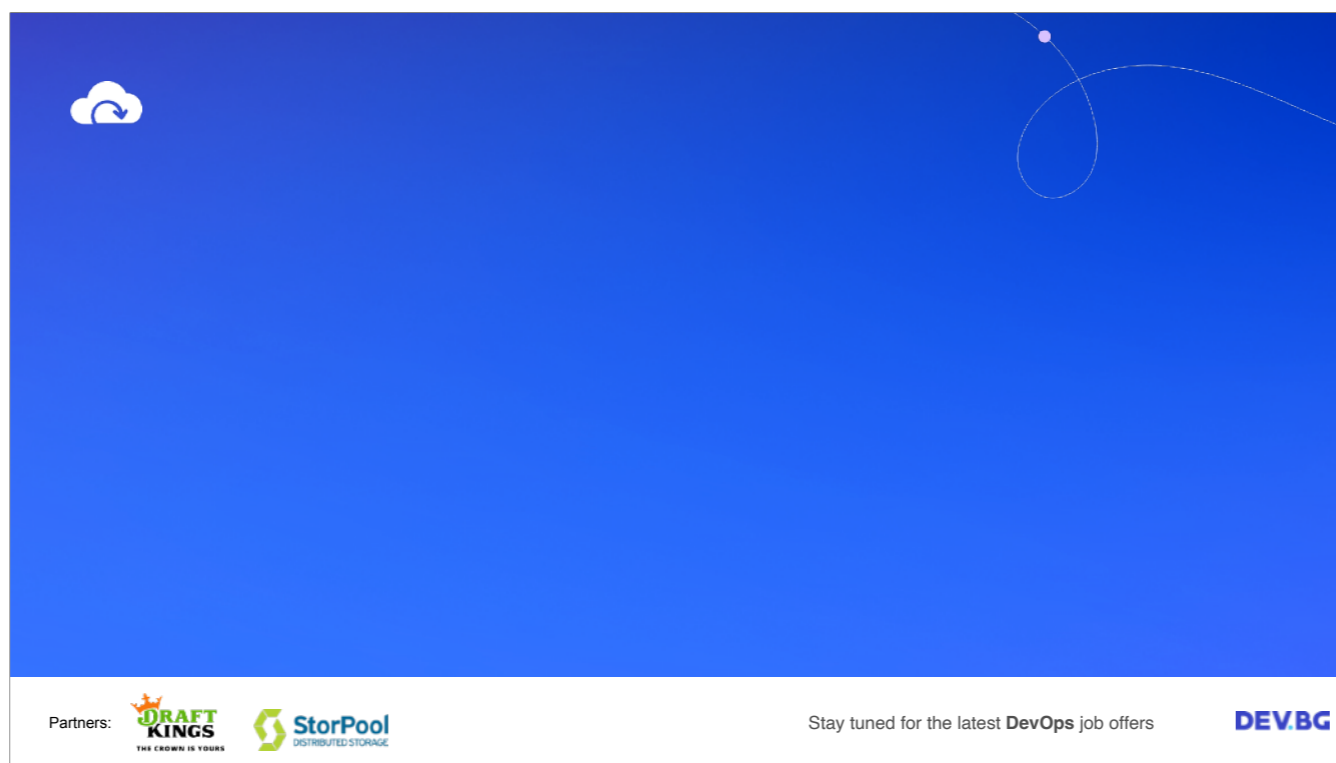 Partners:
DRAFT
KINGS
THE CROWN IS YOURS
StorPool
DISTRIBUTED STORAGE
Stay tuned for the latest DevOps job offers
DEV.BG